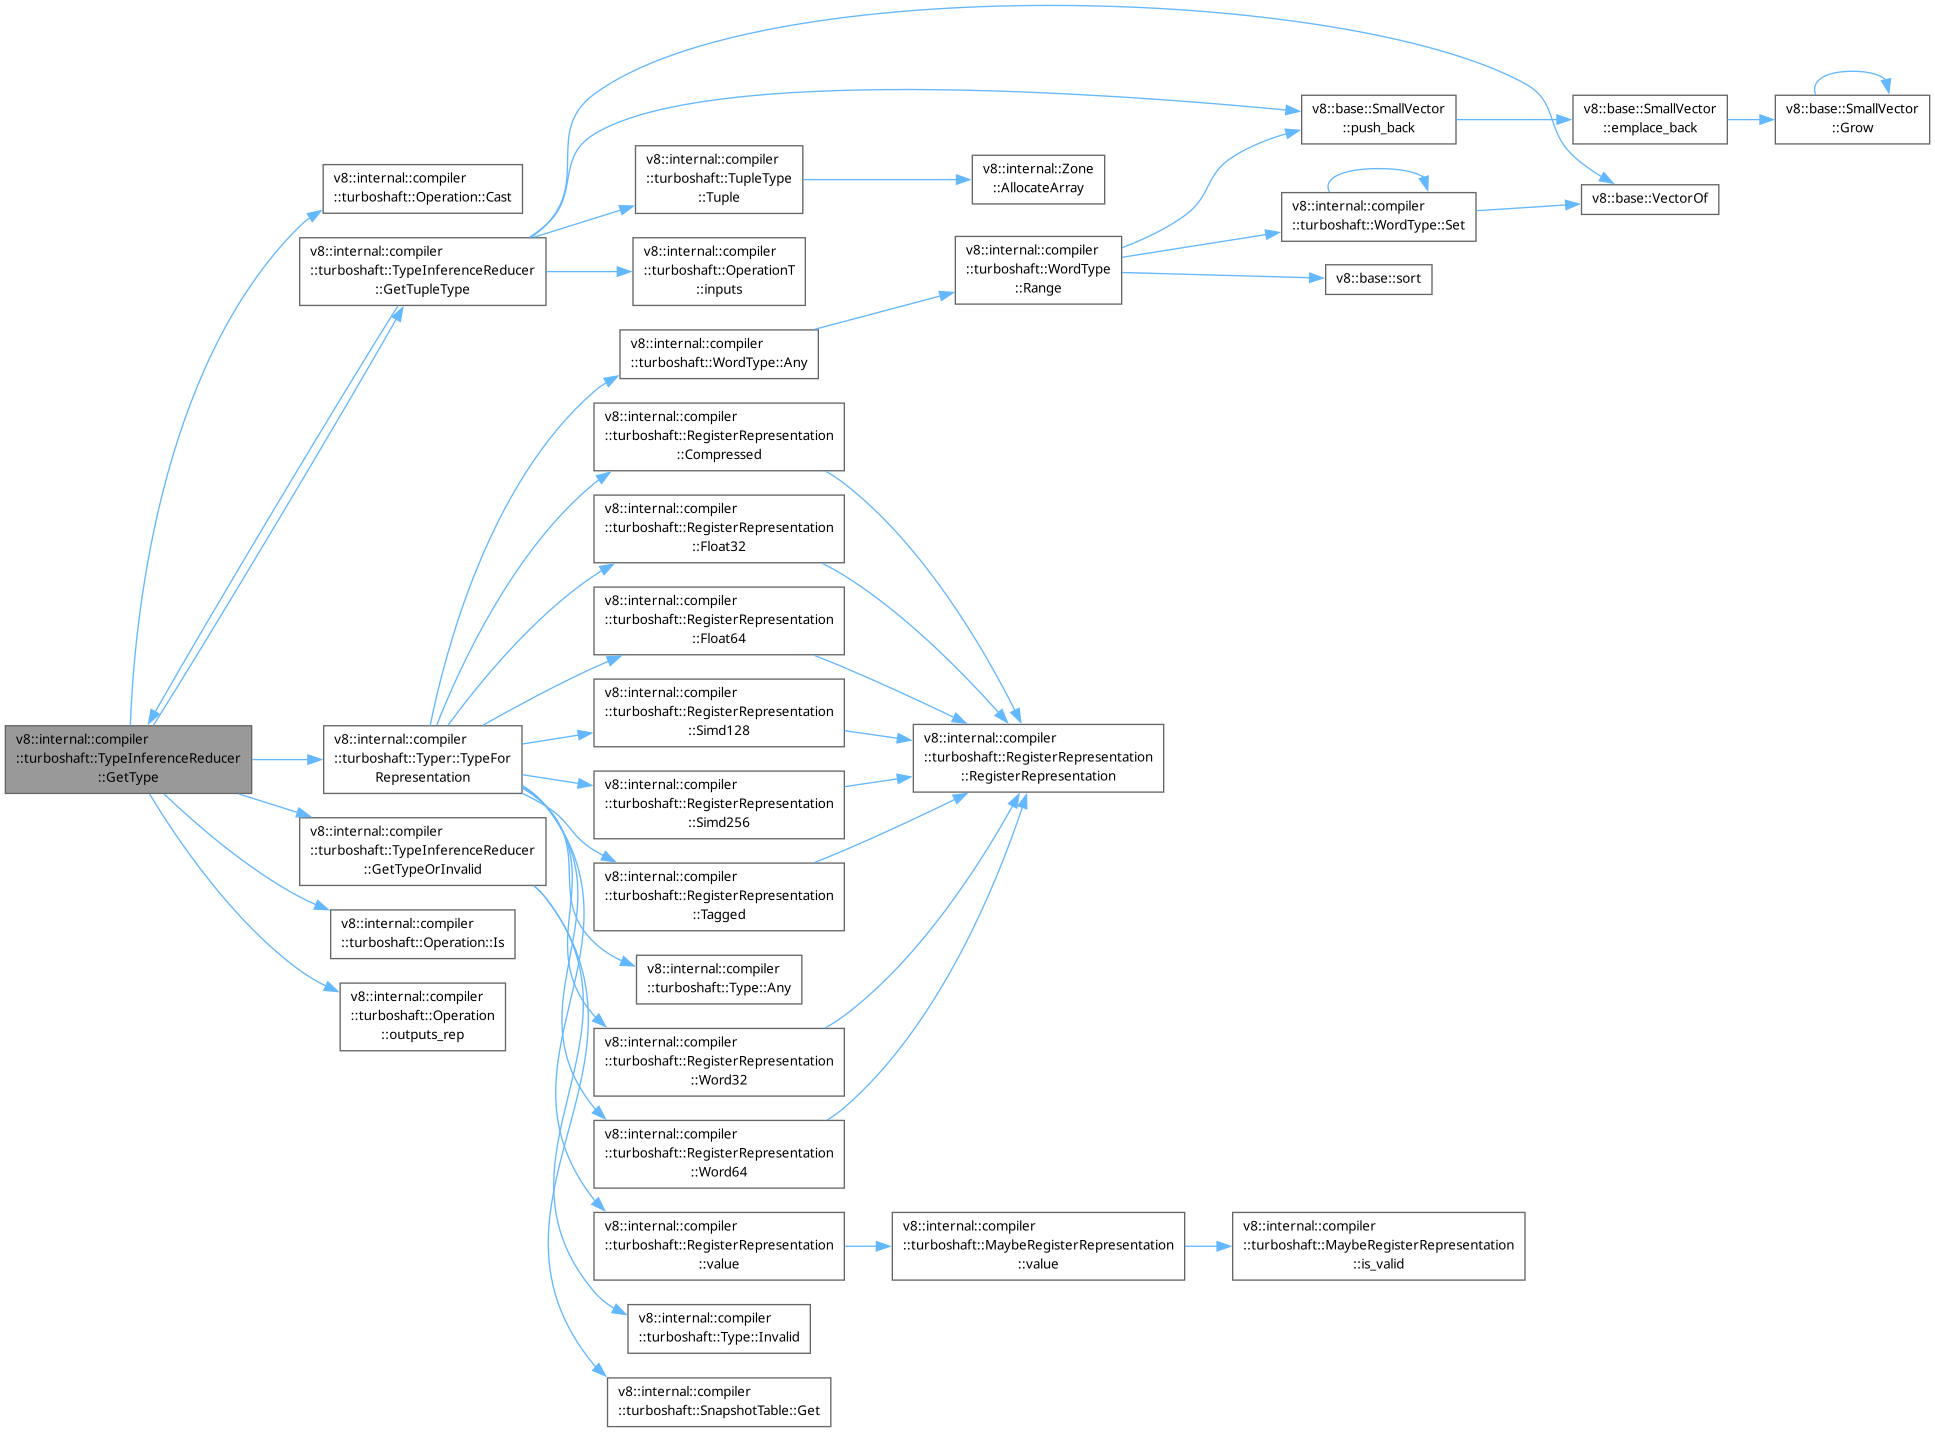 v8::internal::compiler
::turboshaft::TypeInferenceReducer
::GetType
v8::internal::compiler
::turboshaft::Operation::Cast
v8::internal::compiler
::turboshaft::TypeInferenceReducer
::GetTupleType
v8::internal::compiler
::turboshaft::Typer::TypeFor
Representation
v8::internal::compiler
::turboshaft::TypeInferenceReducer
::GetTypeOrInvalid
v8::internal::compiler
::turboshaft::Operation::Is
v8::internal::compiler
::turboshaft::Operation
::outputs_rep
v8::internal::compiler
::turboshaft::TupleType
::Tuple
v8::internal::compiler
::turboshaft::OperationT
::inputs
v8::internal::compiler
::turboshaft::WordType::Any
v8::internal::compiler
::turboshaft::RegisterRepresentation
::Compressed
v8::internal::compiler
::turboshaft::RegisterRepresentation
::Float32
v8::internal::compiler
::turboshaft::RegisterRepresentation
::Float64
v8::internal::compiler
::turboshaft::RegisterRepresentation
::Simd128
v8::internal::compiler
::turboshaft::RegisterRepresentation
::Simd256
v8::internal::compiler
::turboshaft::RegisterRepresentation
::Tagged
v8::internal::compiler
::turboshaft::Type::Any
v8::internal::compiler
::turboshaft::RegisterRepresentation
::Word32
v8::internal::compiler
::turboshaft::RegisterRepresentation
::Word64
v8::internal::compiler
::turboshaft::RegisterRepresentation
::value
v8::internal::compiler
::turboshaft::Type::Invalid
v8::internal::compiler
::turboshaft::SnapshotTable::Get
v8::internal::Zone
::AllocateArray
v8::internal::compiler
::turboshaft::WordType
::Range
v8::internal::compiler
::turboshaft::RegisterRepresentation
::RegisterRepresentation
v8::internal::compiler
::turboshaft::MaybeRegisterRepresentation
::value
v8::base::SmallVector
::push_back
v8::internal::compiler
::turboshaft::WordType::Set
v8::base::sort
v8::internal::compiler
::turboshaft::MaybeRegisterRepresentation
::is_valid
v8::base::SmallVector
::emplace_back
v8::base::VectorOf
v8::base::SmallVector
::Grow